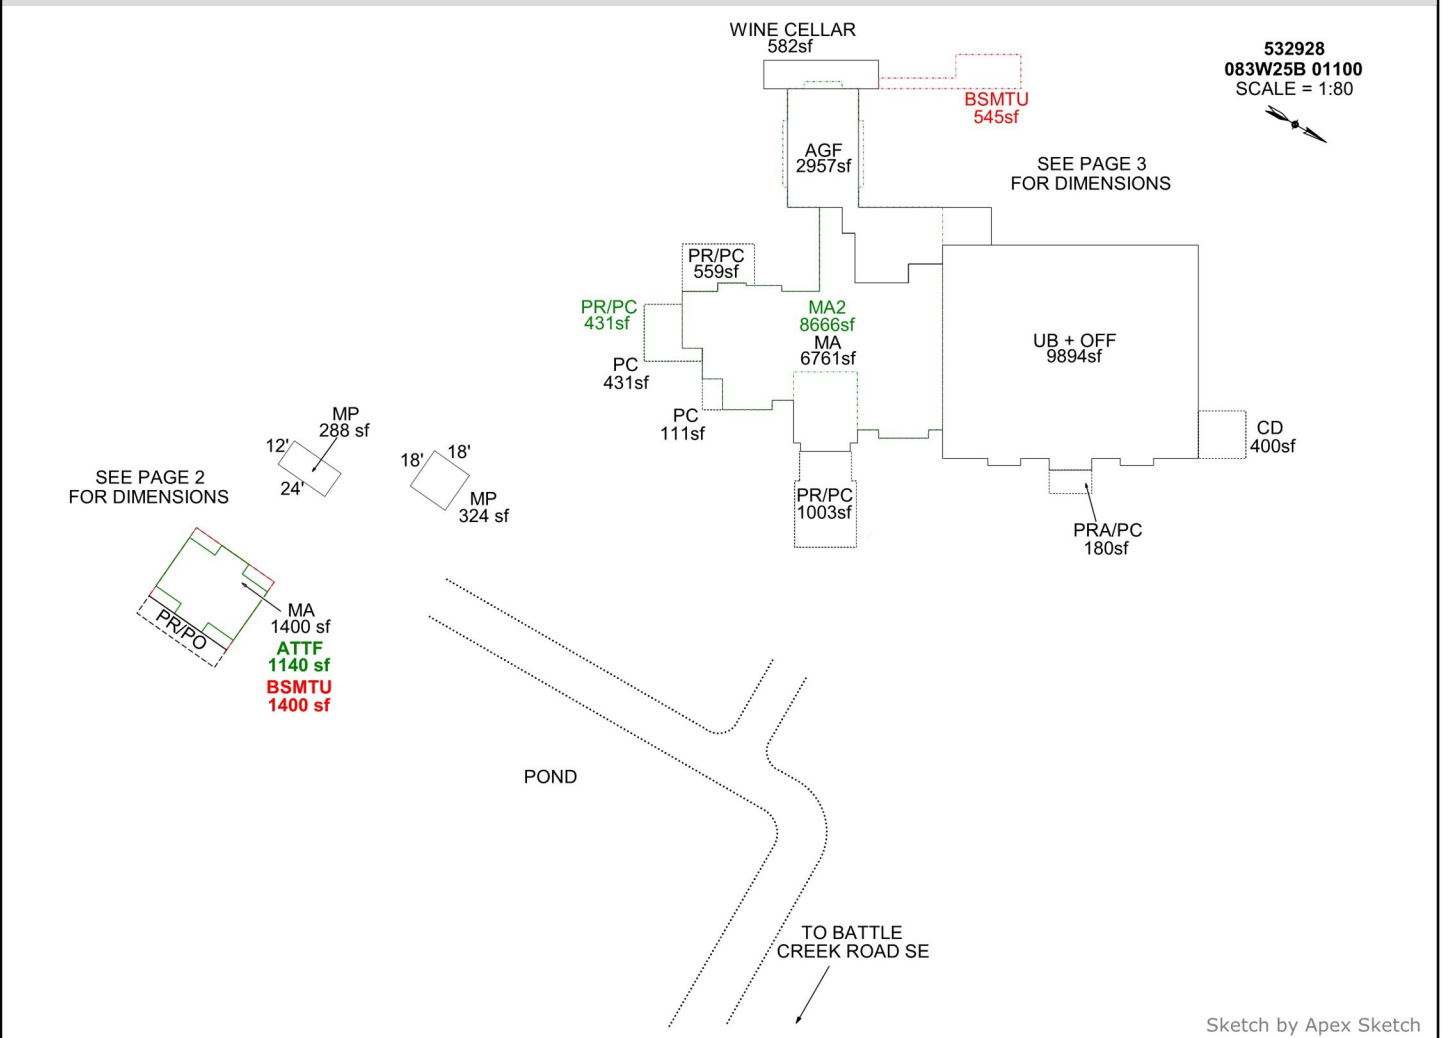 WINE CELLAR
582sf
532928
083W25B 01100
SCALE = 1:80
BSMTU
545sf
AGF
2957sf
SEE PAGE 3
FOR DIMENSIONS
PR/PC
559sf
PR/PC
431sf
MA2
8666sf
MA
6761sf
UB + OFF
9894sf
PC
431sf
PC
111sf
MP
288 sf
12'
24'
18'
18'
MP
324 sf
CD
400sf
SEE PAGE 2
FOR DIMENSIONS
PR/PC
1003sf
PRA/PC
180sf
MA
1400 sf
PR/PO
ATTF
1140 sf
BSMTU
1400 sf
POND
TO BATTLE
CREEK ROAD SE
Sketch by Apex Sketch